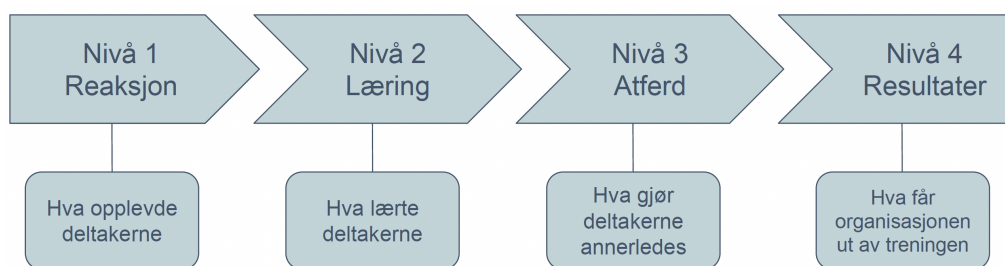 Nivå 1
Reaksjon
Nivå 2
Læring
Nivå 3
Atferd
Nivå 4
Resultater
Hva opplevde
deltakerne
Hva lærte
deltakerne
Hva gjør
deltakerne
annerledes
Hva får
organisasjonen
ut av treningen